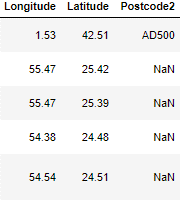 Longitude Latitude Postcode2
1.53 42.51 AD500
55.47 25.42 NaN
55.47 25.39 NaN
54.38 24.48 NaN
54.54 24.51 NaN